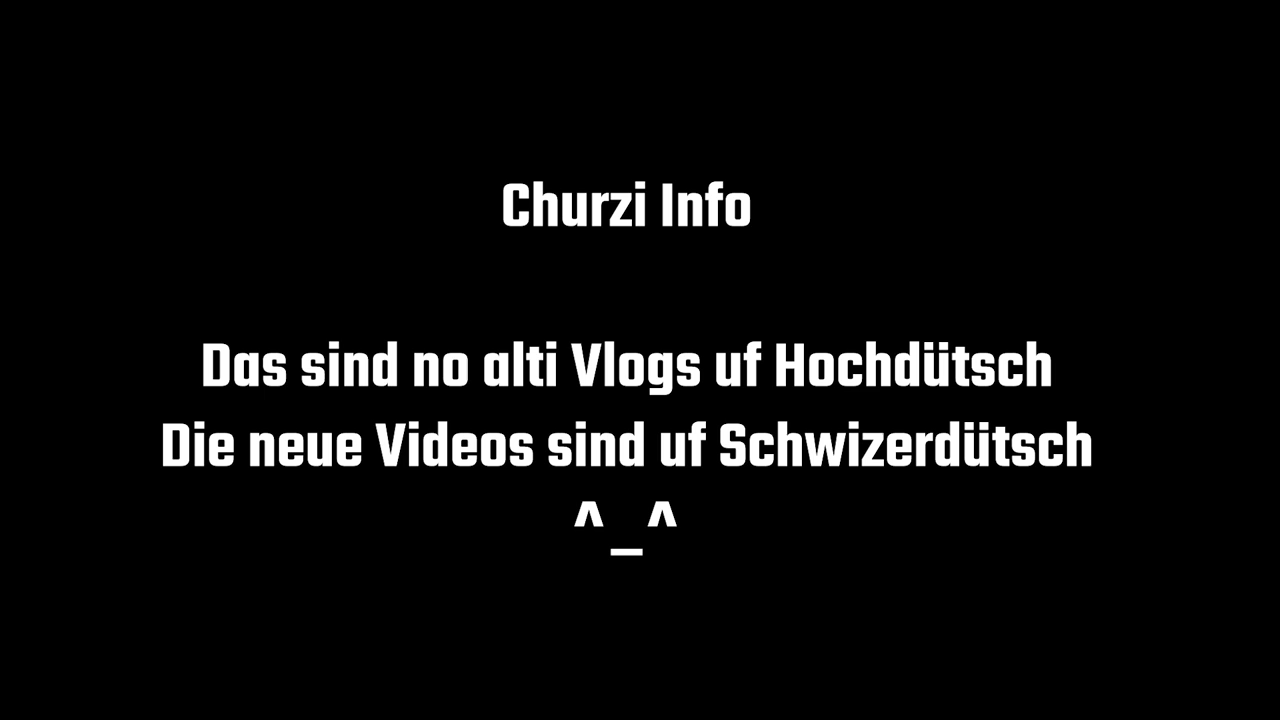 Churzi Info
Das sind no alti Vlogs uf Hochdütsch
Die neue Videos sind uf Schwizerdütsch
^_^